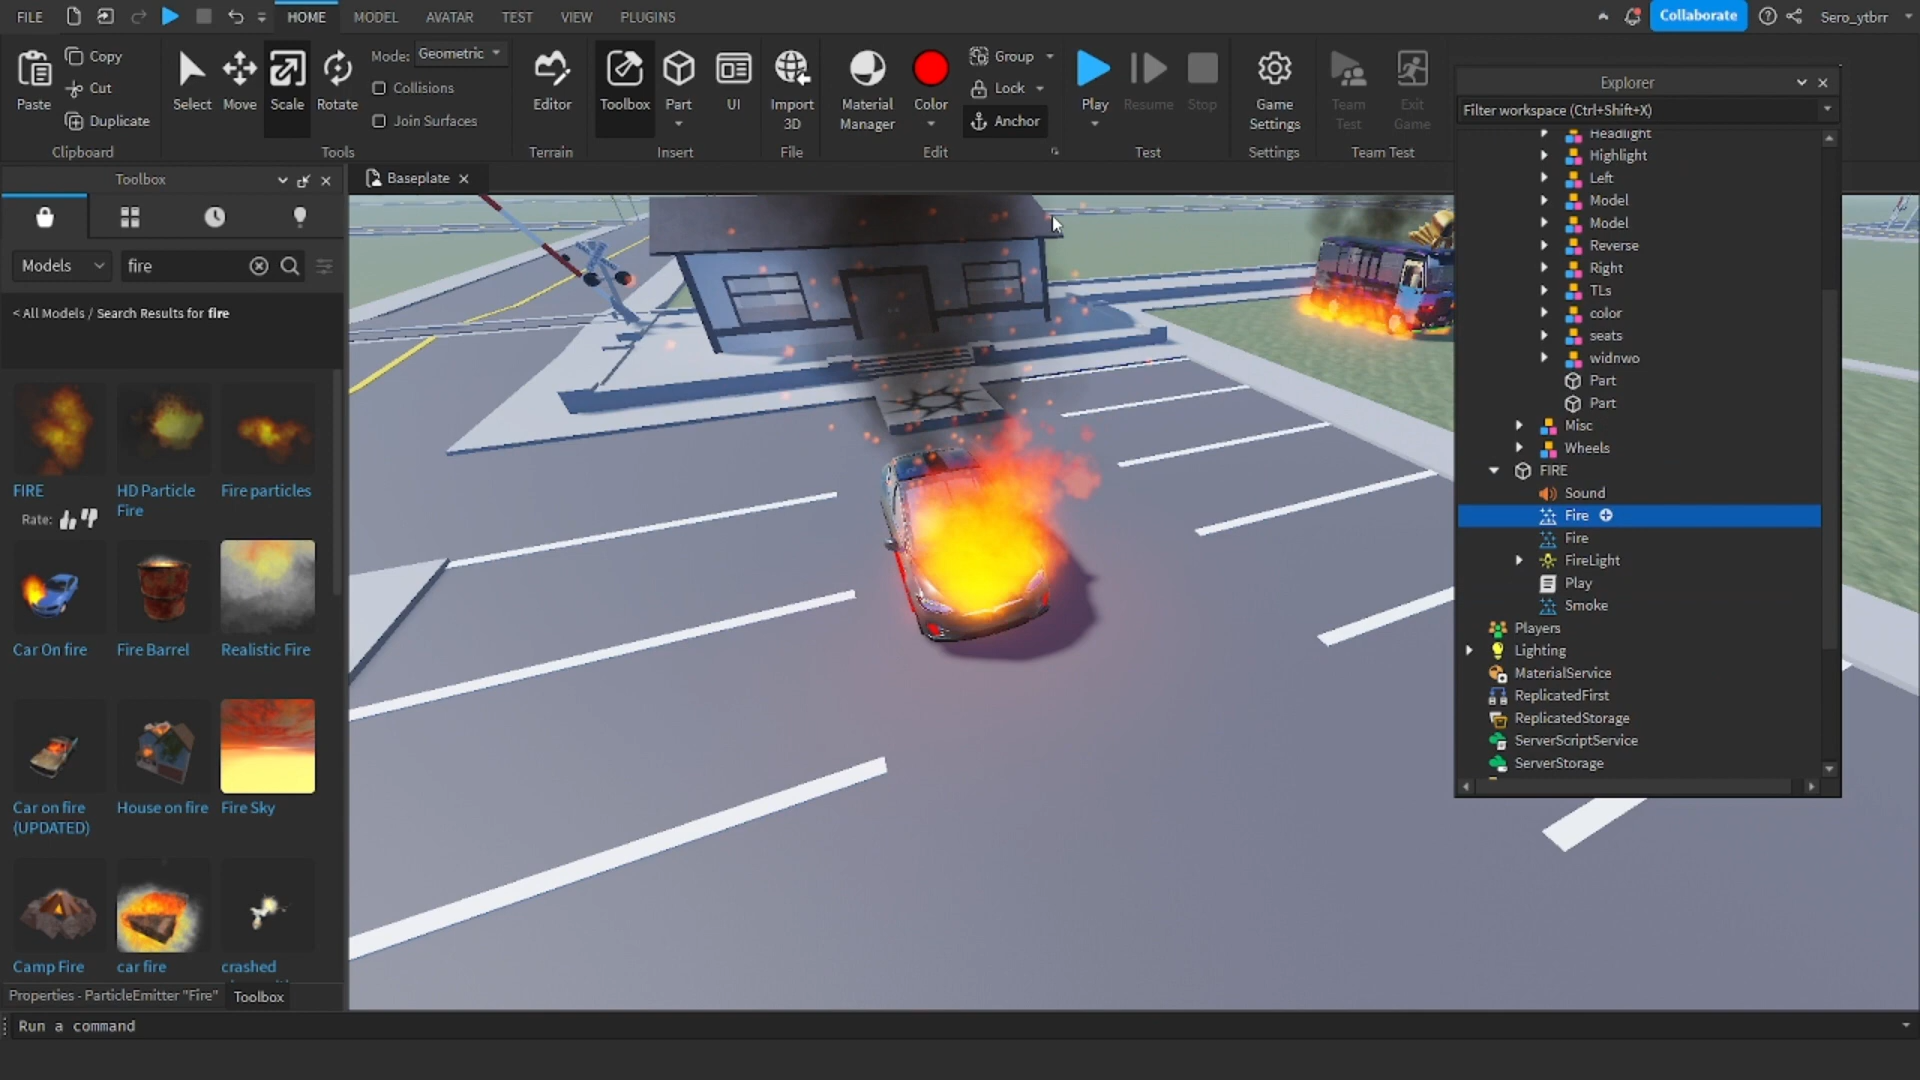 FILE
HOME
MODEL
AVATAR
TEST
VIEW
PLUGINS
Collaborate
Sero_ytbrr
Paste
Copy
Cut
Duplicate
Clipboard
Select
Move
Scale
Rotate
Mode: Geometric
Collisions
Join Surfaces
Tools
Editor
Terrain
Toolbox
Part
UI
Insert
Import
3D
File
Material
Manager
Color
Group
Lock
Anchor
Edit
Play
Resume
Stop
Test
Game
Settings
Settings
Team
Test
Exit
Game
Team Test
Toolbox
Models
fire
< All Models / Search Results for fire
FIRE
Rate:
HD Particle
Fire
Fire particles
Car On fire
Fire Barrel
Realistic Fire
Car on fire
(UPDATED)
House on fire
Fire Sky
Camp Fire
car fire
crashed
Properties - ParticleEmitter "Fire"
Toolbox
Run a command
Baseplate
Explorer
Filter workspace (Ctrl+Shift+X)
Headlight
Highlight
Left
Model
Model
Reverse
Right
TLs
color
seats
widnwo
Part
Part
Misc
Wheels
FIRE
Sound
Fire
Fire
FireLight
Play
Smoke
Players
Lighting
MaterialService
ReplicatedFirst
ReplicatedStorage
ServerScriptService
ServerStorage